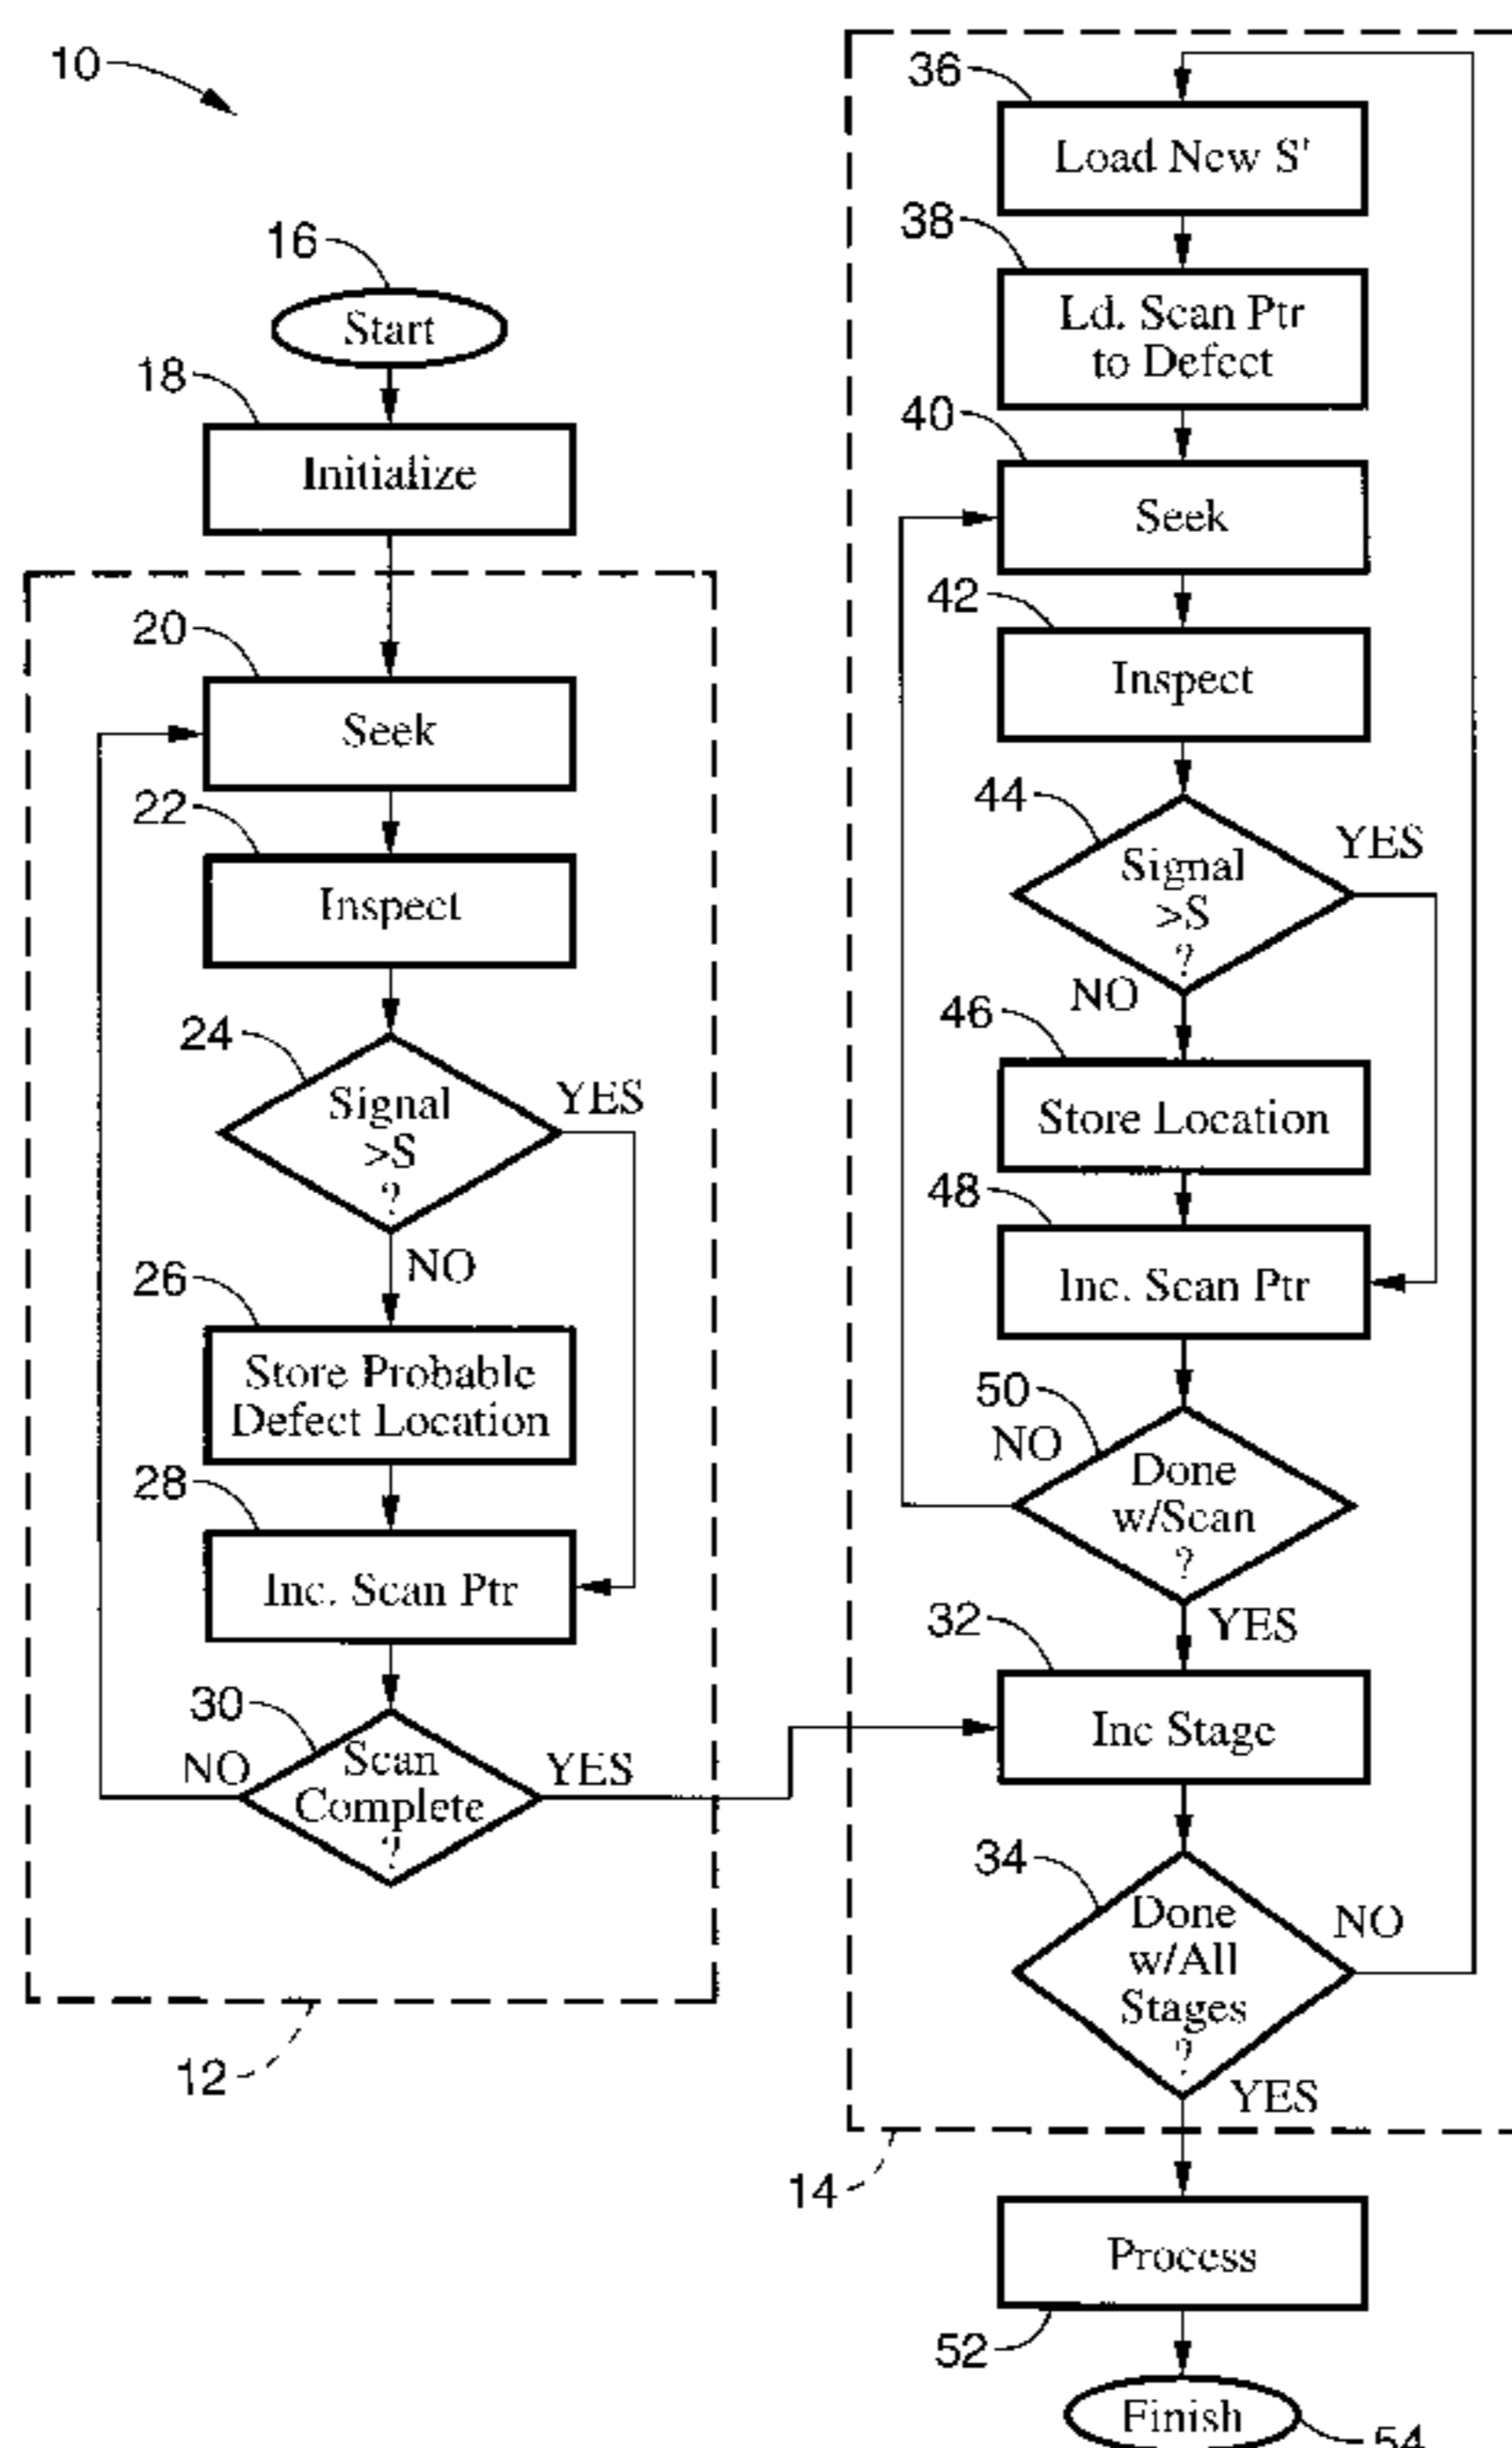 10
16
Start
18
Initialize
20
Seek
22
Inspect
24
Signal
>S
?
YES
NO
26
Store Probable
Defect Location
28
Inc. Scan Ptr
30
Scan
Complete
?
NO
YES
12
36
Load New S'
38
Ld. Scan Ptr
to Defect
40
Seek
42
Inspect
44
Signal
>S
?
YES
NO
46
Store Location
48
Inc. Scan Ptr
50
NO
Done
w/Scan
?
YES
32
Inc Stage
34
Done
w/All
Stages
?
NO
YES
14
Process
52
Finish
54